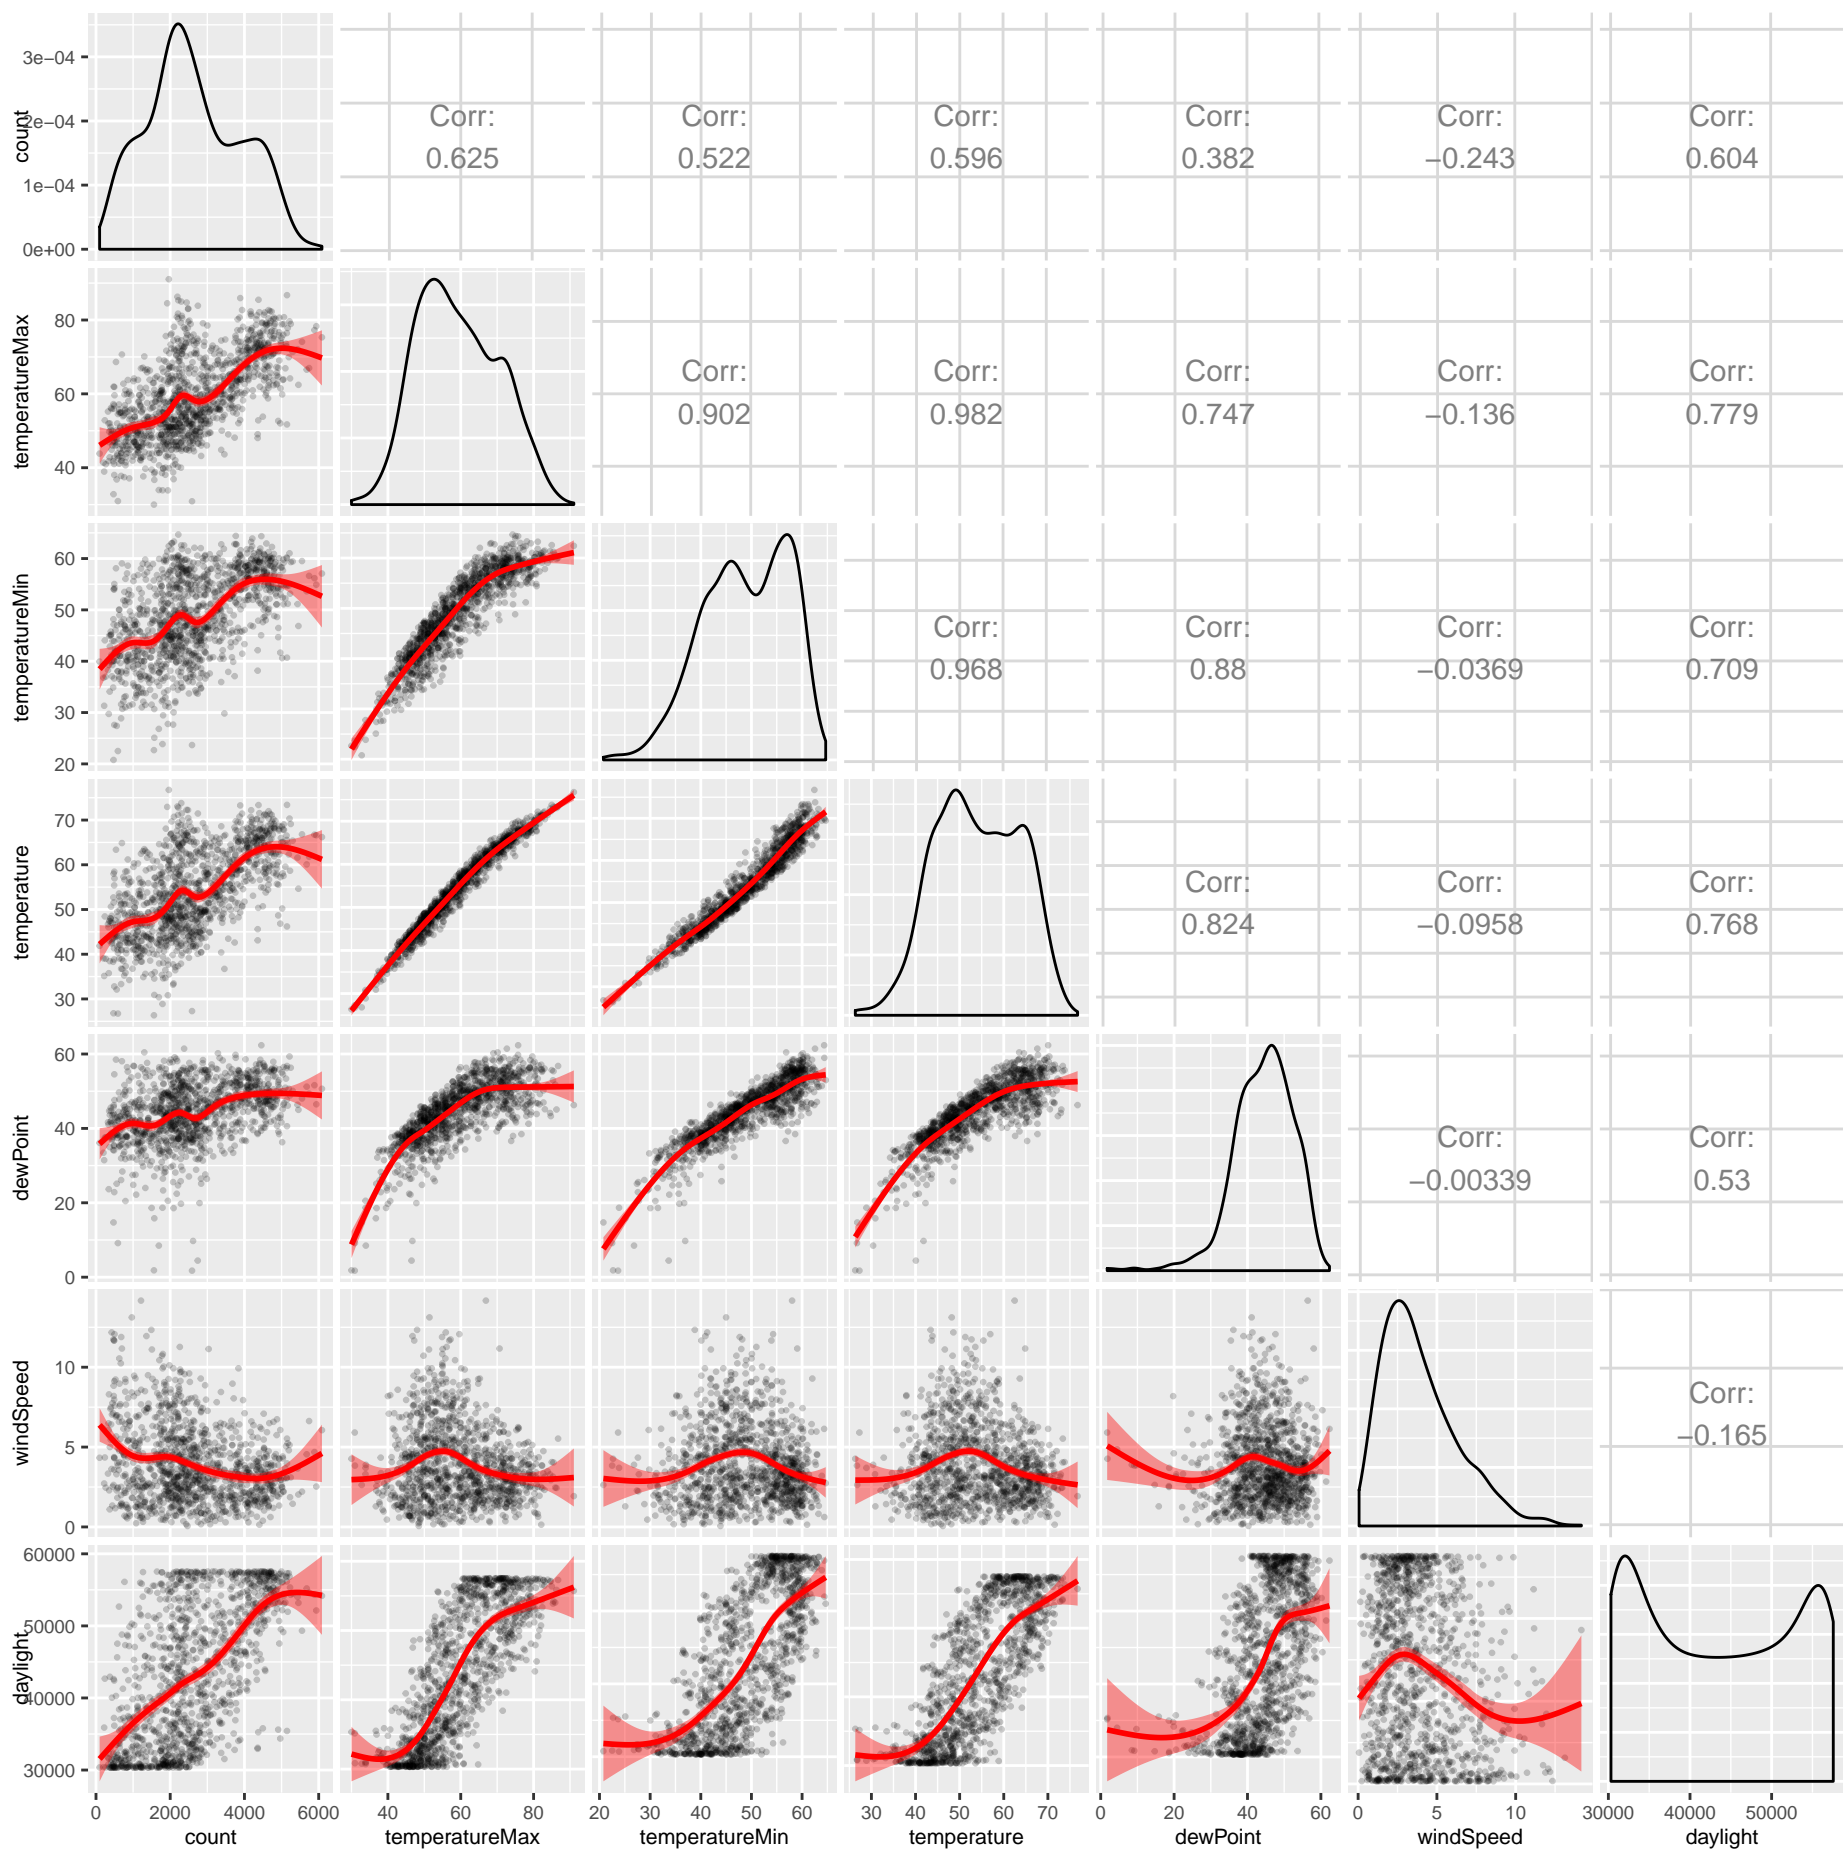 3e−04
2e−04
1e−04
0e+00
count
Corr:
0.625
Corr:
0.522
Corr:
0.596
Corr:
0.382
Corr:
−0.243
Corr:
0.604
80
60
40
temperatureMax
Corr:
0.902
Corr:
0.982
Corr:
0.747
Corr:
−0.136
Corr:
0.779
60
50
40
30
20
temperatureMin
Corr:
0.968
Corr:
0.88
Corr:
−0.0369
Corr:
0.709
70
60
50
40
30
temperature
Corr:
0.824
Corr:
−0.0958
Corr:
0.768
60
40
20
0
dewPoint
Corr:
−0.00339
Corr:
0.53
10
5
0
windSpeed
Corr:
−0.165
60000
50000
40000
30000
daylight
0 2000 4000 6000 40 60 80 20 30 40 50 60 30 40 50 60 70 0 20 40 60 0 5 10 30000 40000 50000
count temperatureMax temperatureMin temperature dewPoint windSpeed daylight